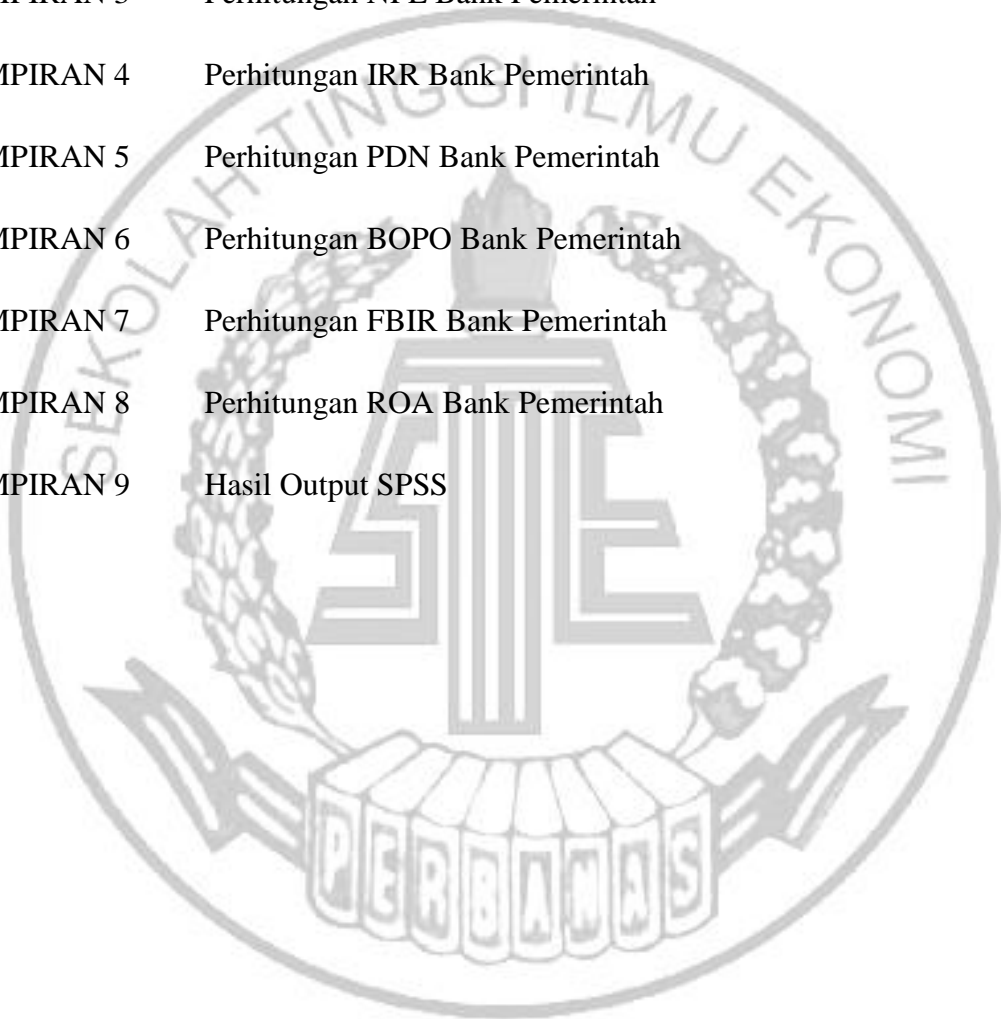 MPIRAN 4 Perhitungan IRR Bank Pemerintah
MPIRAN 5 Perhitungan PDN Bank Pemerintah
MPIRAN 6 Perhitungan BOPO Bank Pemerintah
MPIRAN 7 Perhitungan FBIR Bank Pemerintah
MPIRAN 8 Perhitungan ROA Bank Pemerintah
MPIRAN 9 Hasil Output SPSS
SEKOLAH TINGGI ILMU EKONOMI
STIE
PERBANAS